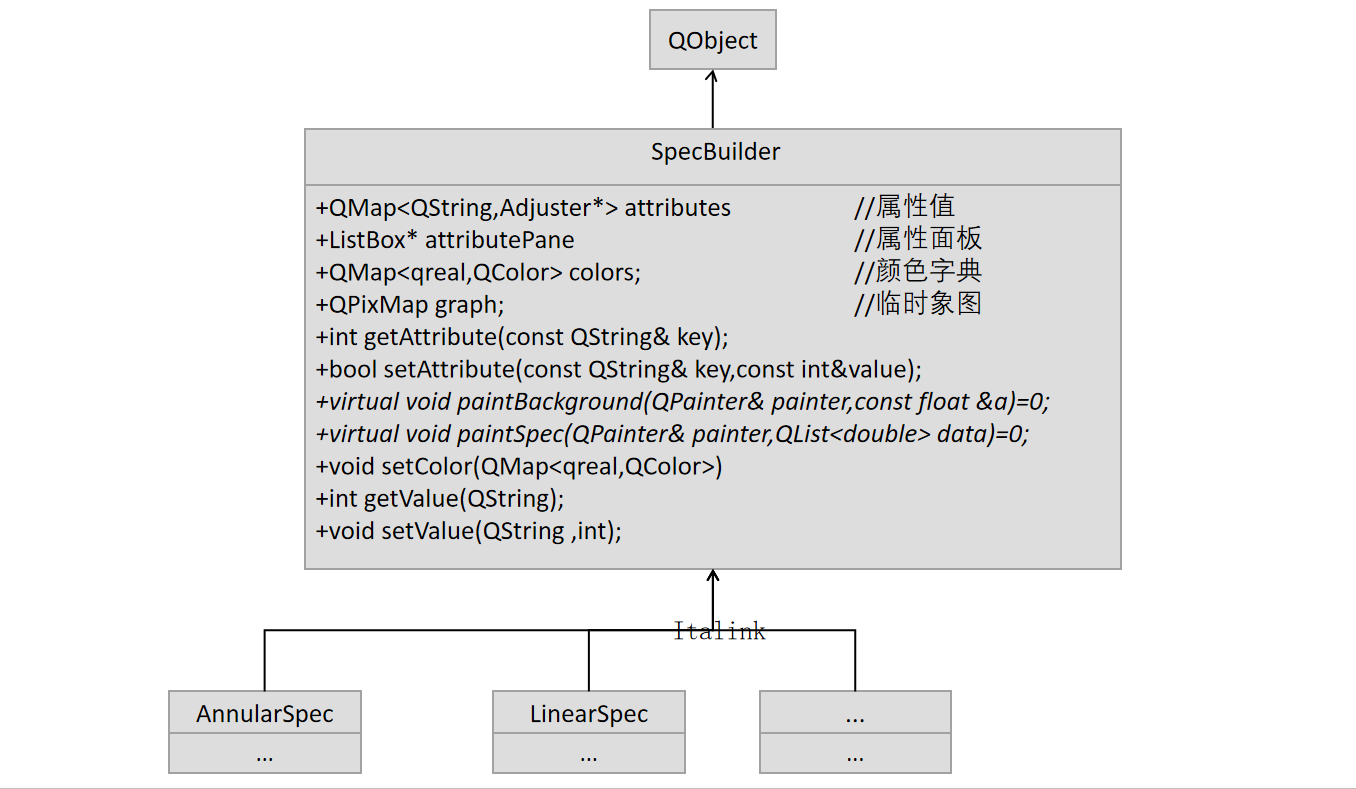 QObject
SpecBuilder
+QMap<QString,Adjuster*> attributes //属性值
+ListBox* attributePane //属性面板
+QMap<qreal,QColor> colors; //颜色字典
+QPixMap graph; //临时象图
+int getAttribute(const QString& key);
+bool setAttribute(const QString& key,const int&value);
+virtual void paintBackground(QPainter& painter,const float &a)=0;
+virtual void paintSpec(QPainter& painter,QList<double> data)=0;
+void setColor(QMap<qreal,QColor>)
+int getValue(QString);
+void setValue(QString ,int);
Italink
AnnularSpec
...
LinearSpec
...
...
...